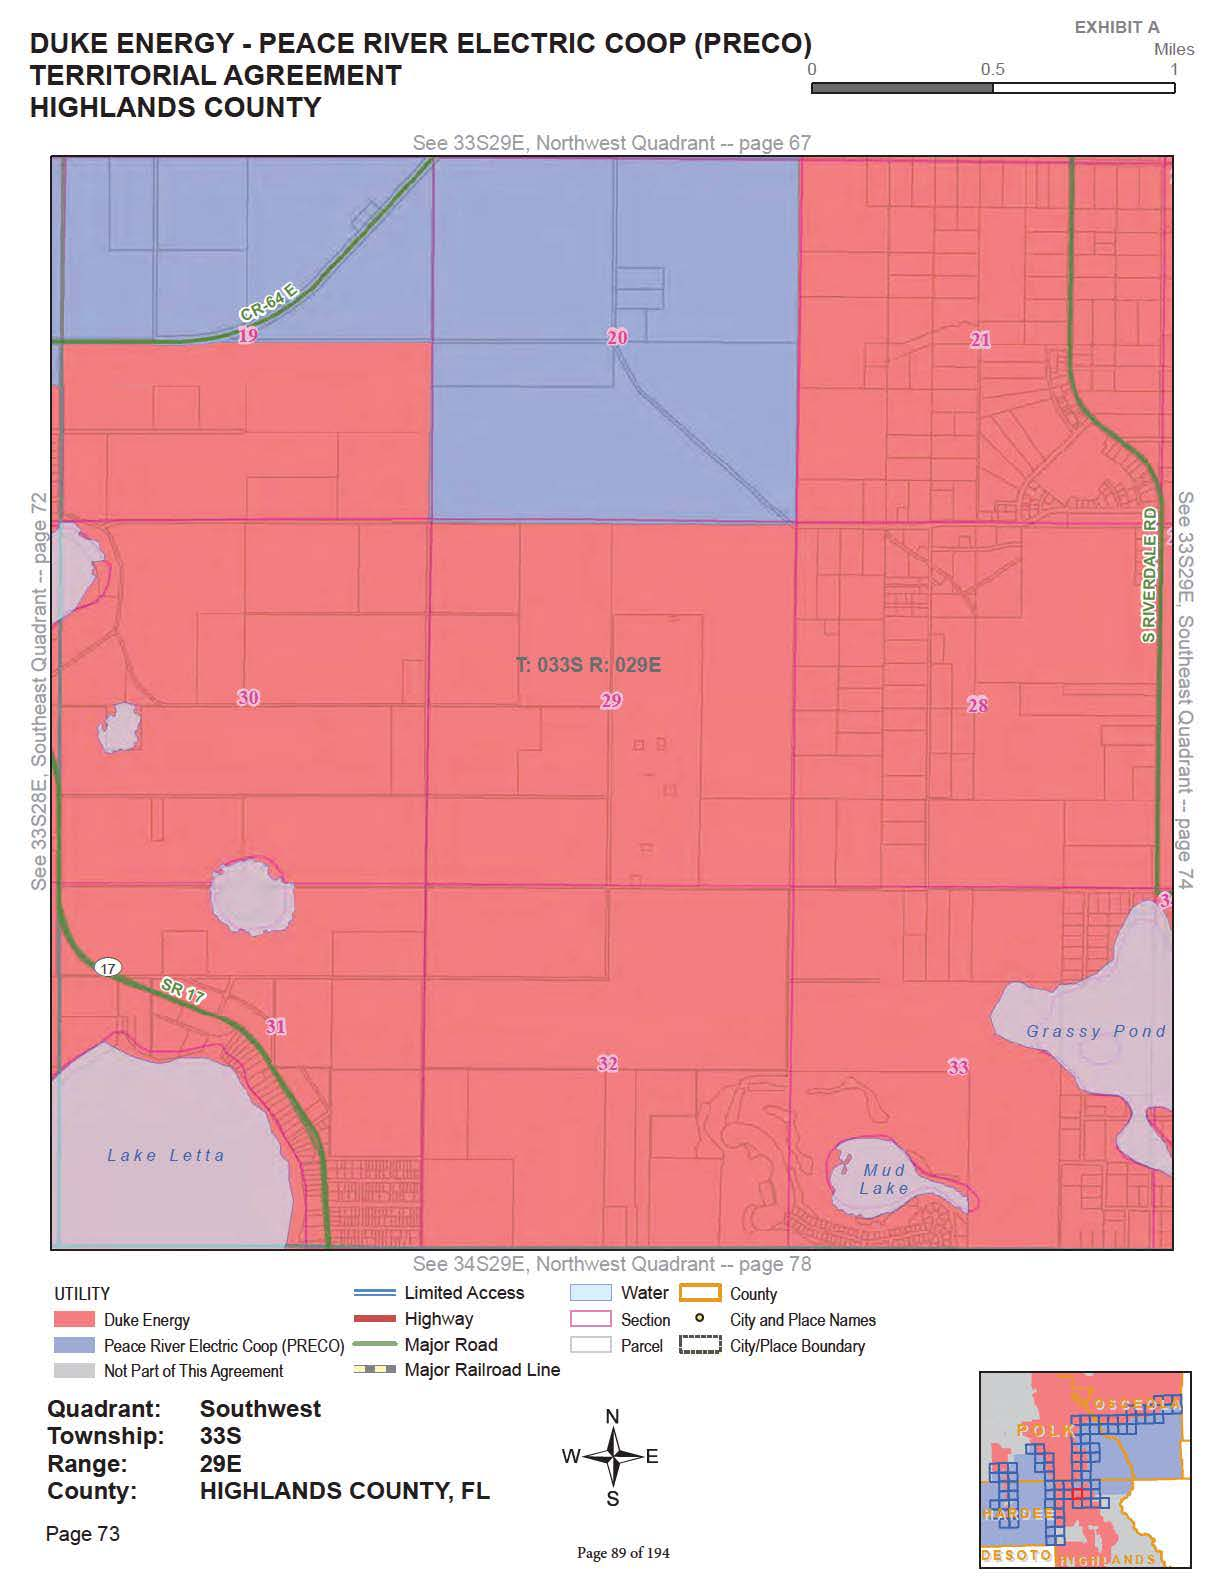 EXHIBIT A
DUKE ENERGY - PEACE RIVER ELECTRIC COOP (PRECO)
TERRITORIAL AGREEMENT
HIGHLANDS COUNTY
Miles
0 0.5 1
See 33S29E, Northwest Quadrant -- page 67
CR-64 E
19
20
21
See 33S28E, Southeast Quadrant -- page 72
See 33S29E, Southeast Quadrant -- page 74
S RIVERDALE RD
T: 033S R: 029E
30
29
28
17
SR 17
31
32
33
Grassy Pond
Lake Letta
Mud
Lake
See 34S29E, Northwest Quadrant -- page 78
UTILITY
Duke Energy
Peace River Electric Coop (PRECO)
Not Part of This Agreement
Limited Access
Highway
Major Road
Major Railroad Line
Water
Section
Parcel
County
City and Place Names
City/Place Boundary
Quadrant: Southwest
Township: 33S
Range: 29E
County: HIGHLANDS COUNTY, FL
Page 73
N
W E
S
Page 89 of 194
OSCEOLA
POLK
HARDEE
DESOTO
HIGHLANDS